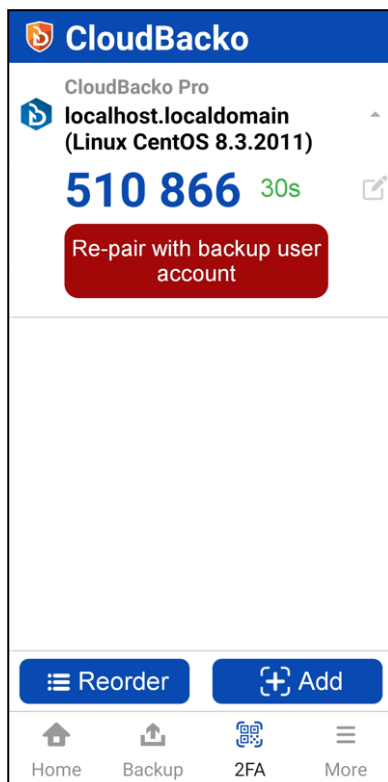 CloudBacko
CloudBacko Pro
localhost.localdomain
(Linux CentOS 8.3.2011)
510 866 30s
Re-pair with backup user
account
Reorder Add
Home Backup 2FA More